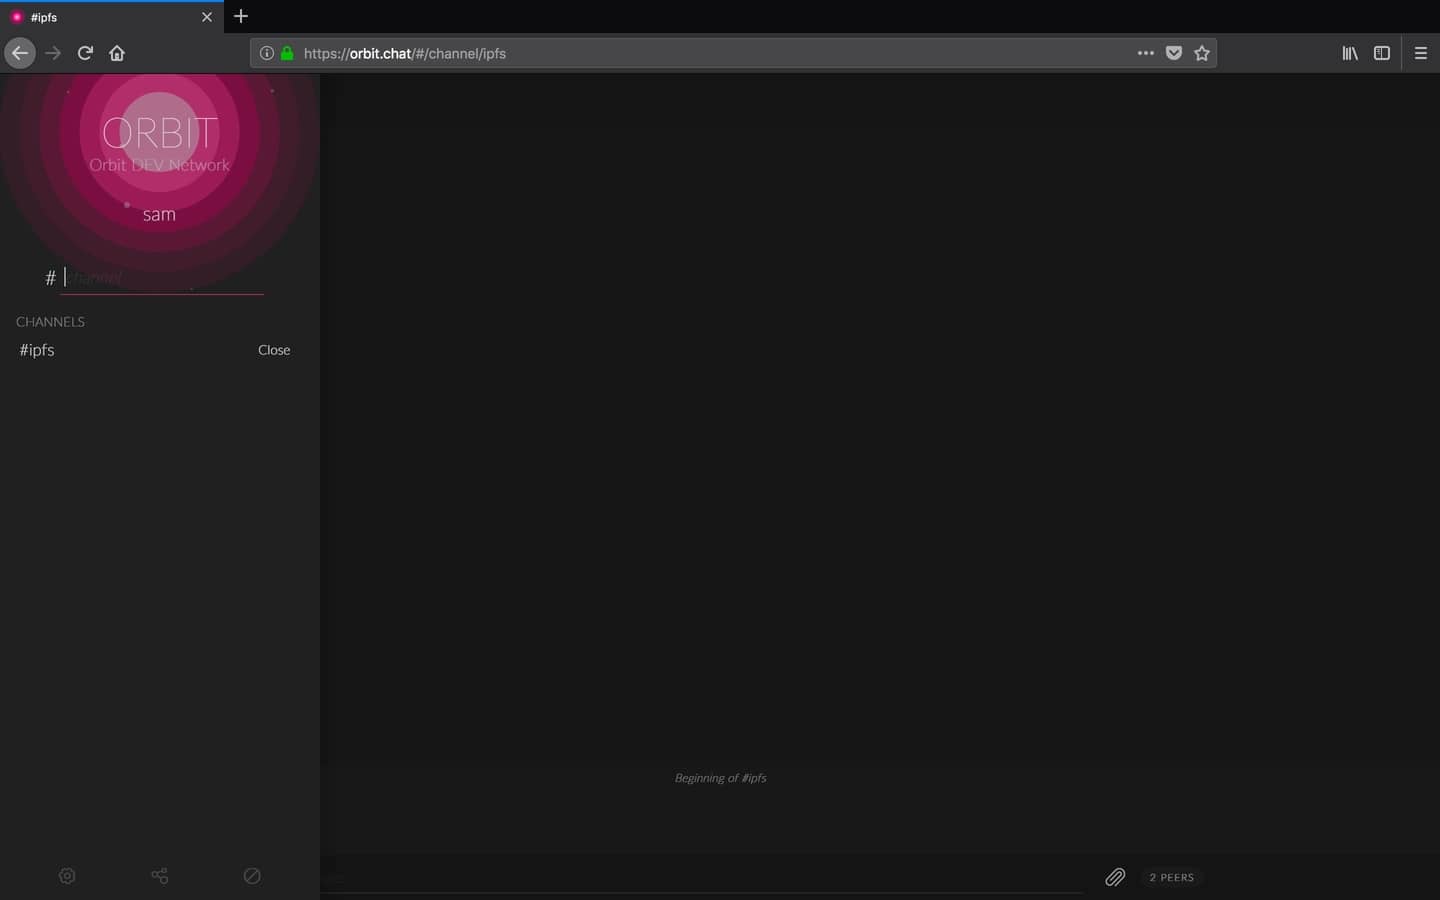 #ipfs
https://orbit.chat/#/channel/ipfs
ORBIT
Orbit DEV Network
sam
# channel
CHANNELS
#ipfs Close
Beginning of #ipfs
2 PEERS